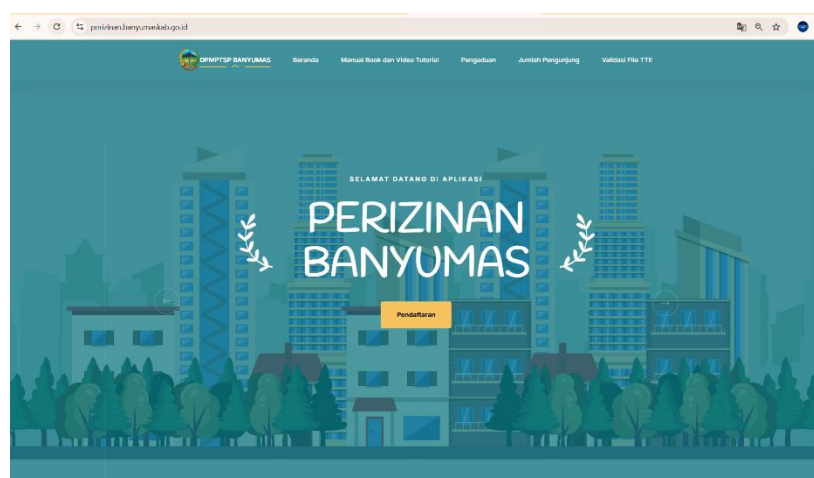 perizinan.banyumaskab.go.id
DPMPTSP BANYUMAS Beranda Manual Book dan Video Tutorial Pengaduan Jumlah Pengunjung Validasi File TTE
SELAMAT DATANG DI APLIKASI
PERIZINAN
BANYUMAS
Pendaftaran